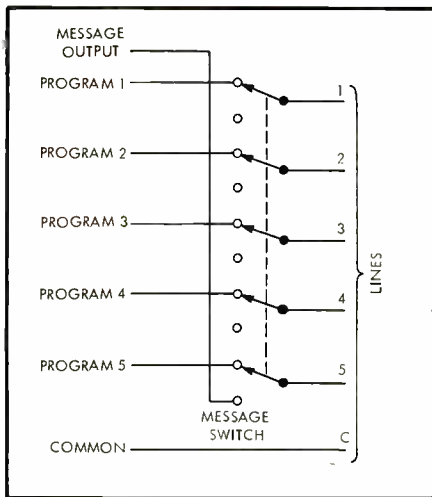 MESSAGE
OUTPUT
PROGRAM 1
1
PROGRAM 2
2
PROGRAM 3
3
LINES
PROGRAM 4
4
PROGRAM 5
5
MESSAGE
SWITCH
COMMON
C